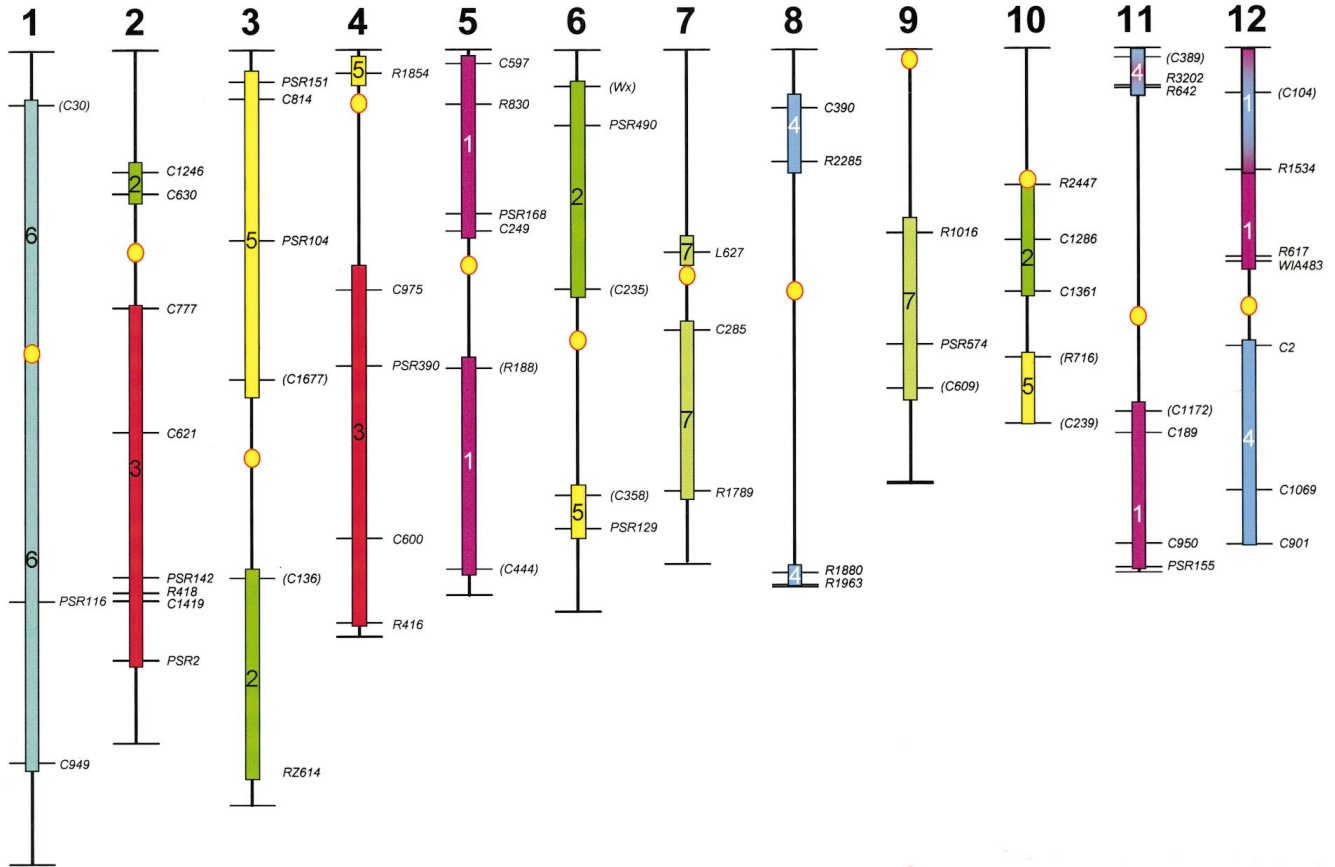 1 2 3 4 5 6 7 8 9 10 11 12
(C30)
6
6
PSR116
C949
C1246
2
C630
C777
C621
3
PSR142
R418
C1419
PSR2
PSR151
C814
5
PSR104
(C1677)
(C136)
2
RZ614
5
R1854
C975
PSR390
3
C600
R416
C597
R830
1
PSR168
C249
(R188)
1
(C444)
(Wx)
PSR490
2
(C235)
(C358)
5
PSR129
7
L627
C285
7
R1789
C390
4
R2285
R1880
4
R1963
R1016
7
PSR574
(C609)
R2447
C1286
2
C1361
(R716)
5
(C239)
(C389)
4
R3202
R642
(C1172)
C189
1
C950
PSR155
1
(C104)
R1534
1
R617
WIA483
C2
4
C1069
C901